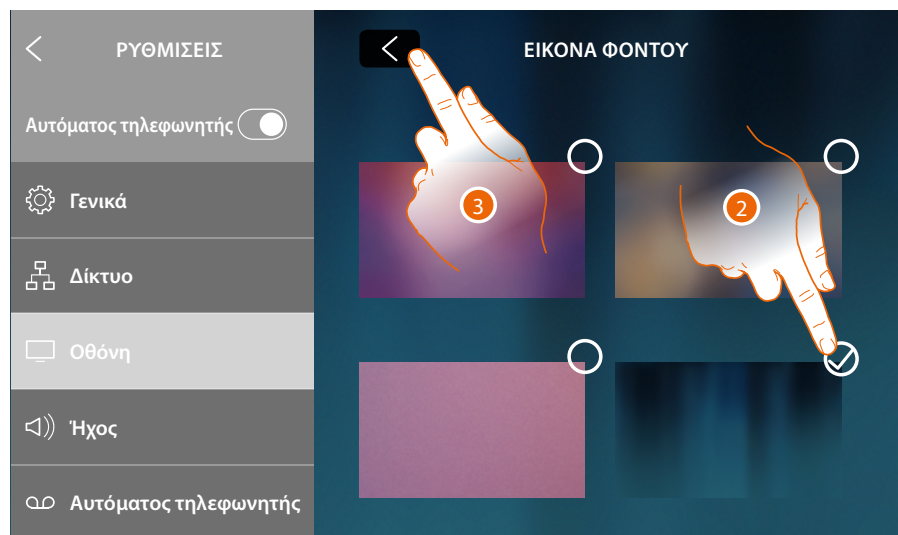 ΡΥΘΜΙΣΕΙΣ
Αυτόματος τηλεφωνητής
Γενικά
Δίκτυο
Οθόνη
Ήχος
Αυτόματος τηλεφωνητής
ΕΙΚΟΝΑ ΦΟΝΤΟΥ
3
2